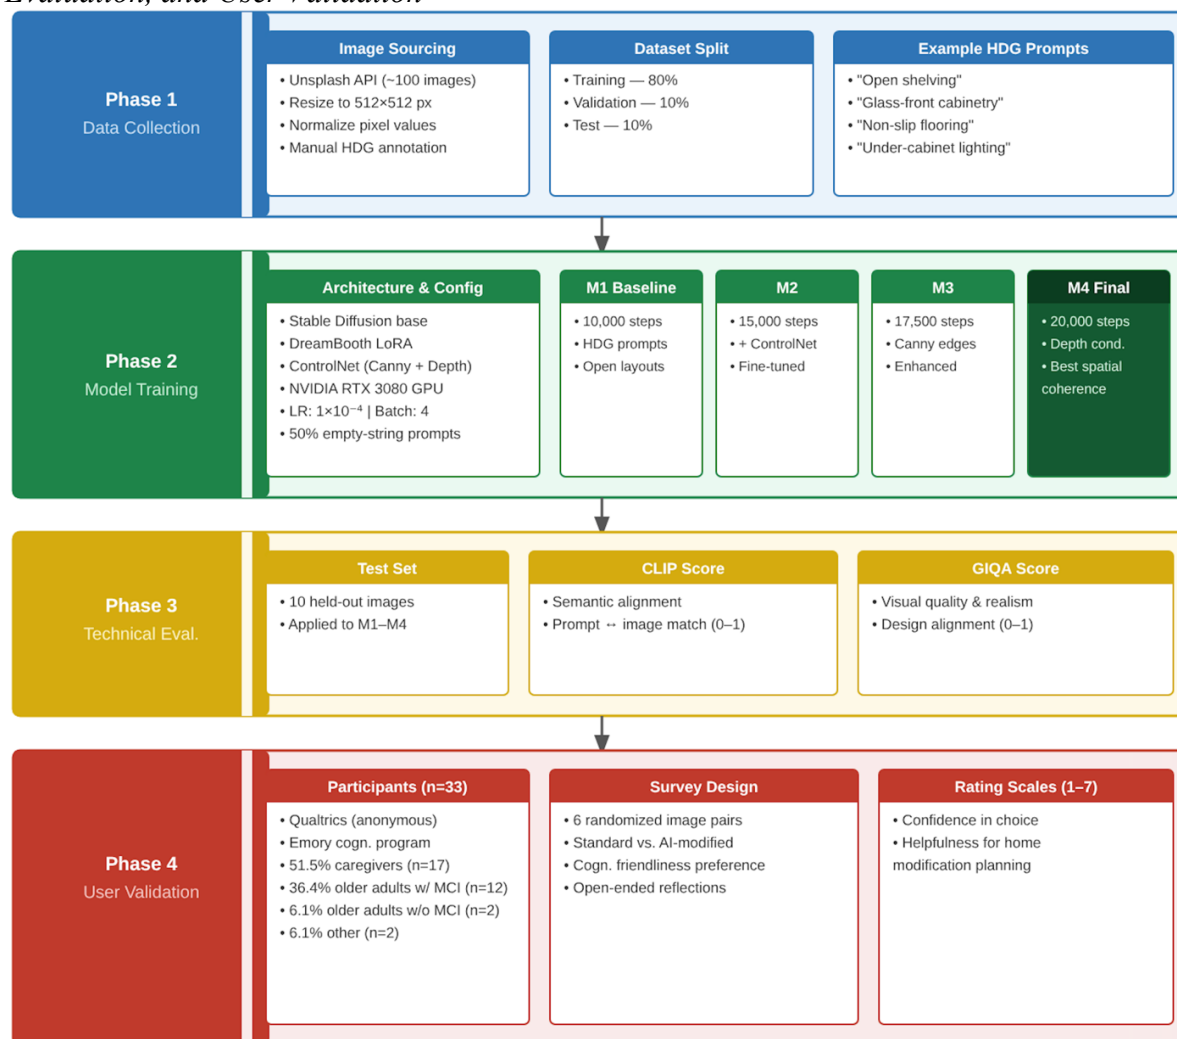 Evaluation, and User Validation
Phase 1
Data Collection
Image Sourcing
• Unsplash API (~100 images)
• Resize to 512×512 px
• Normalize pixel values
• Manual HDG annotation
Dataset Split
• Training — 80%
• Validation — 10%
• Test — 10%
Example HDG Prompts
• "Open shelving"
• "Glass-front cabinetry"
• "Non-slip flooring"
• "Under-cabinet lighting"
Phase 2
Model Training
Architecture & Config
• Stable Diffusion base
• DreamBooth LoRA
• ControlNet (Canny + Depth)
• NVIDIA RTX 3080 GPU
• LR: 1×10⁻⁴ | Batch: 4
• 50% empty-string prompts
M1 Baseline
• 10,000 steps
• HDG prompts
• Open layouts
M2
• 15,000 steps
• + ControlNet
• Fine-tuned
M3
• 17,500 steps
• Canny edges
• Enhanced
M4 Final
• 20,000 steps
• Depth cond.
• Best spatial
coherence
Phase 3
Technical Eval.
Test Set
• 10 held-out images
• Applied to M1–M4
CLIP Score
• Semantic alignment
• Prompt ↔ image match (0–1)
GIQA Score
• Visual quality & realism
• Design alignment (0–1)
Phase 4
User Validation
Participants (n=33)
• Qualtrics (anonymous)
• Emory cogn. program
• 51.5% caregivers (n=17)
• 36.4% older adults w/ MCI (n=12)
• 6.1% older adults w/o MCI (n=2)
• 6.1% other (n=2)
Survey Design
• 6 randomized image pairs
• Standard vs. AI-modified
• Cogn. friendliness preference
• Open-ended reflections
Rating Scales (1–7)
• Confidence in choice
• Helpfulness for home
modification planning